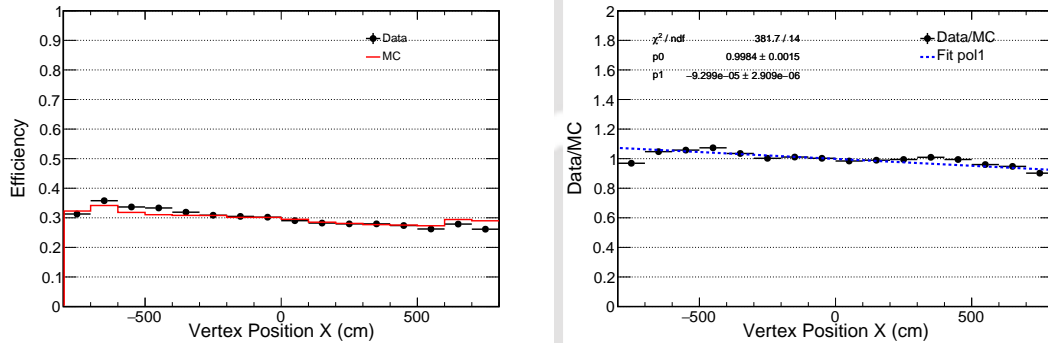 1
0.9
0.8
0.7
0.6
0.5
0.4
0.3
0.2
0.1
0
Efficiency
Data
MC
−500 0 500
Vertex Position X (cm)
2
1.8
1.6
1.4
1.2
1
0.8
0.6
0.4
0.2
0
Data/MC
χ² / ndf 381.7 / 14
p0 0.9984 ± 0.0015
p1 −9.299e−05 ± 2.909e−06
Data/MC
Fit pol1
−500 0 500
Vertex Position X (cm)